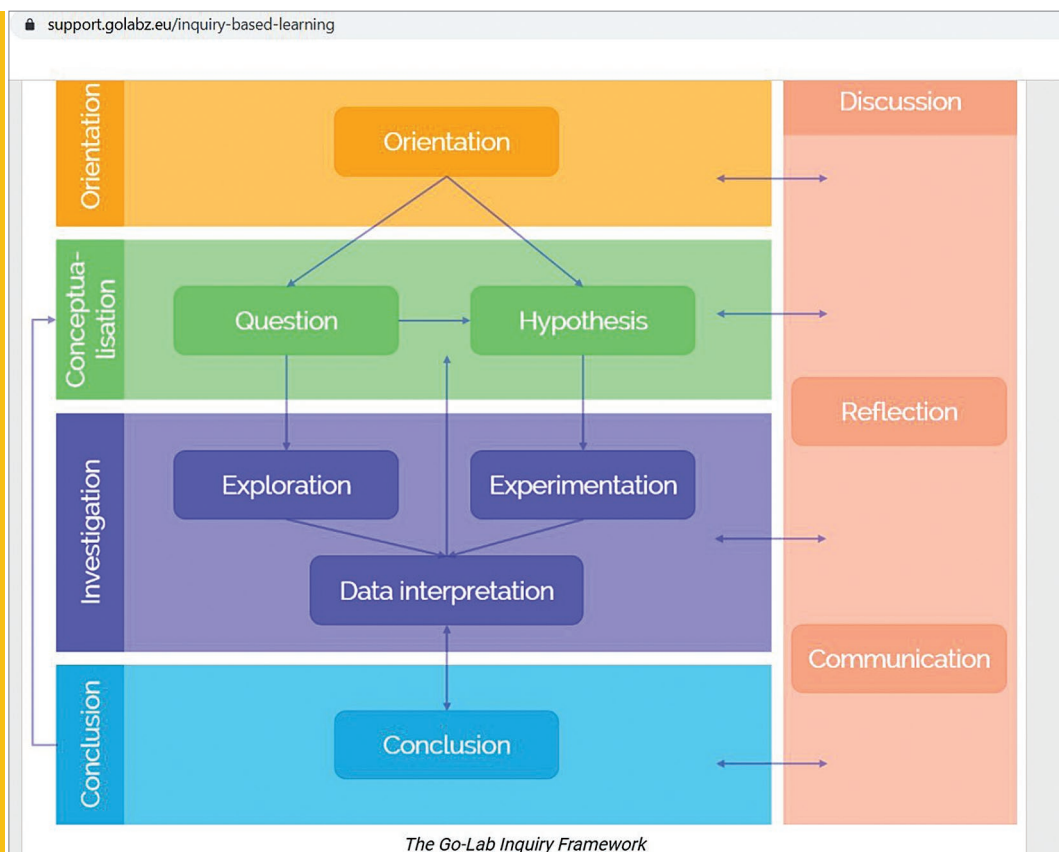 support.golabz.eu/inquiry-based-learning
Orientation
Orientation
Discussion
Conceptua-
lisation
Question
Hypothesis
Reflection
Investigation
Exploration
Experimentation
Data interpretation
Communication
Conclusion
Conclusion
The Go-Lab Inquiry Framework